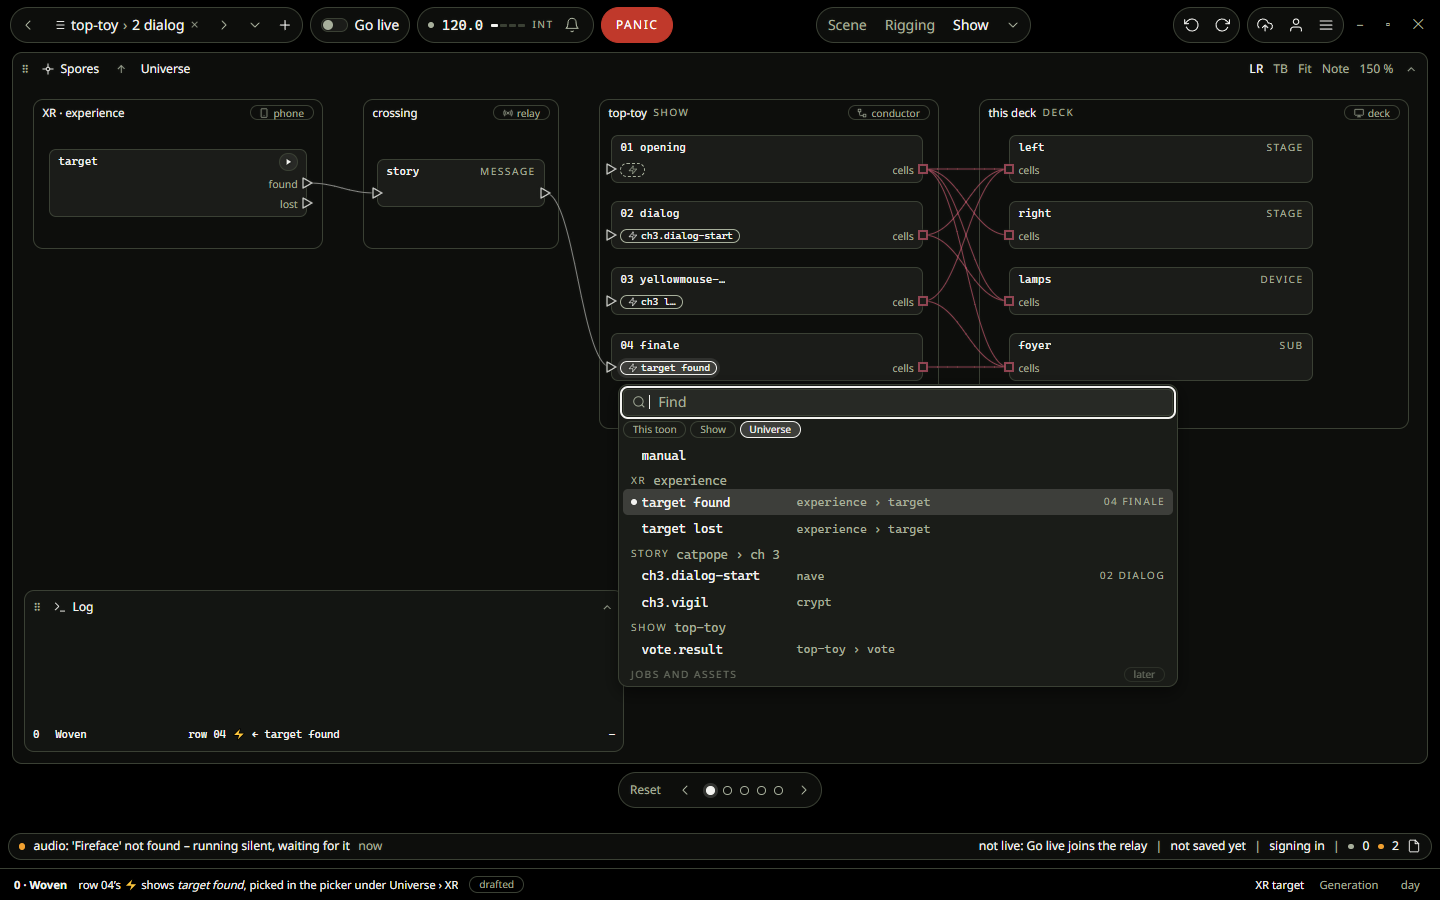 top-toy › 2 dialog ×
Go live
120.0 INT
PANIC
Scene Rigging Show
Spores ↑ Universe
LR TB Fit Note 150 %
XR · experience phone
target
found
lost
crossing relay
story MESSAGE
top-toy SHOW conductor
01 opening
cells
02 dialog
ch3.dialog-start cells
03 yellowmouse-…
ch3 l… cells
04 finale
target found cells
this deck DECK deck
left STAGE
cells
right STAGE
cells
lamps DEVICE
cells
foyer SUB
cells
Find
This toon Show Universe
manual
XR experience
target found experience › target 04 FINALE
target lost experience › target
STORY catpope › ch 3
ch3.dialog-start nave 02 DIALOG
ch3.vigil crypt
SHOW top-toy
vote.result top-toy › vote
JOBS AND ASSETS later
Log
0 Woven row 04 ⚡ ← target found –
Reset
audio: 'Fireface' not found – running silent, waiting for it now
not live: Go live joins the relay | not saved yet | signing in | 0 2
0 · Woven row 04's ⚡ shows target found, picked in the picker under Universe › XR drafted
XR target Generation day